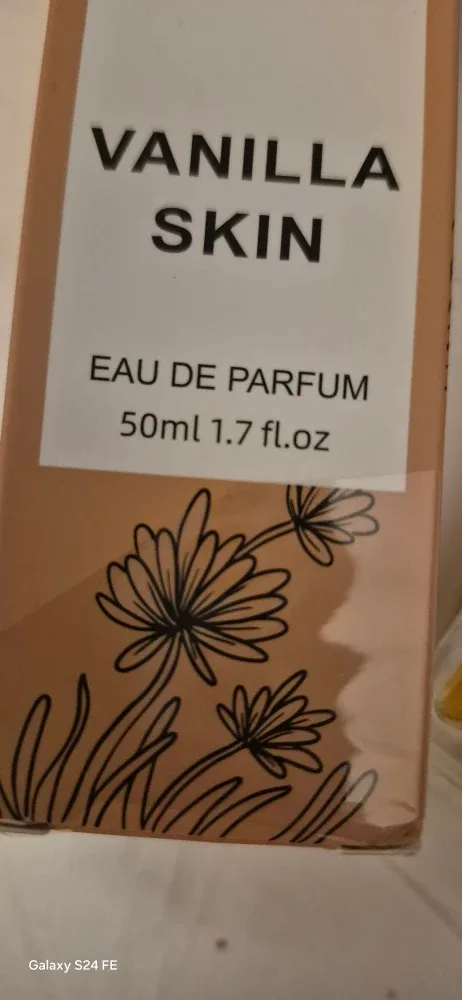 VANILLA
SKIN
EAU DE PARFUM
50ml 1.7 fl.oz
Galaxy S24 FE